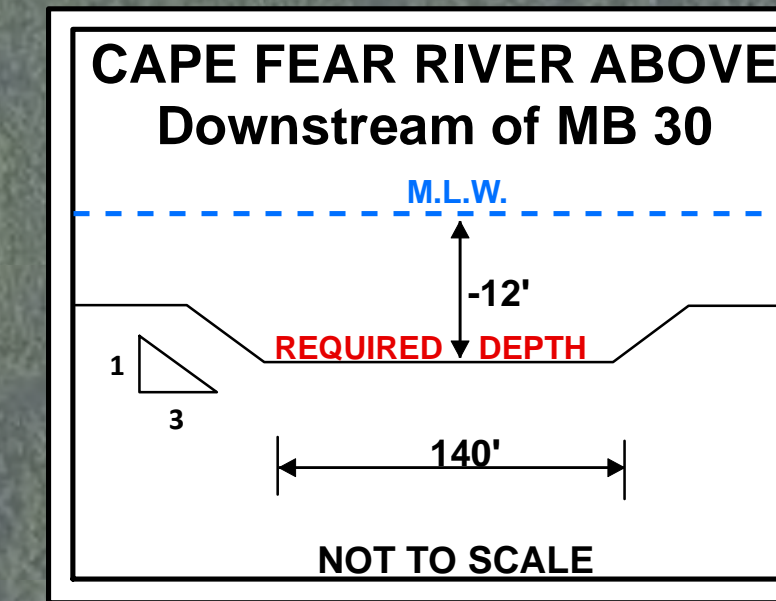 CAPE FEAR RIVER ABOVE
Downstream of MB 30
M.L.W.
-12'
REQUIRED DEPTH
1
3
140'
NOT TO SCALE